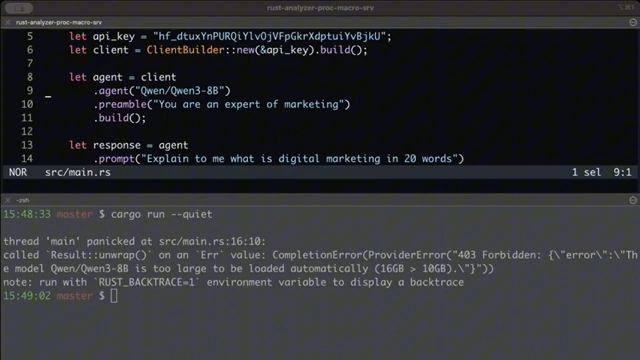 rust-analyzer-proc-macro-srv
× rust-analyzer-proc-macro-srv
5 let api_key = "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";
6 let client = ClientBuilder::new(&api_key).build();
7
8 let agent = client
9 .agent("Qwen/Qwen3-8B")
10 .preamble("You are an expert of marketing")
11 .build();
12
13 let response = agent
14 .prompt("Explain to me what is digital marketing in 20 words")
NOR src/main.rs 1 sel 9:1
× -zsh
15:48:33 master $ cargo run --quiet
thread 'main' panicked at src/main.rs:16:10:
called `Result::unwrap()` on an `Err` value: CompletionError(ProviderError("403 Forbidden: {\"error\":\"Th
e model Qwen/Qwen3-8B is too large to be loaded automatically (16GB > 10GB).\"}"))
note: run with `RUST_BACKTRACE=1` environment variable to display a backtrace
15:49:02 master $